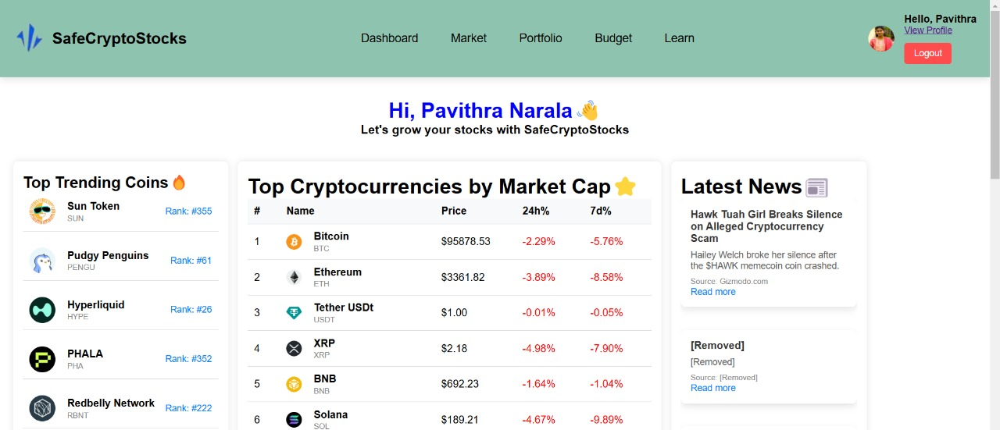 SafeCryptoStocks
Dashboard Market Portfolio Budget Learn
Hello, Pavithra
View Profile
Logout
Hi, Pavithra Narala
Let's grow your stocks with SafeCryptoStocks
Top Trending Coins
Sun Token
SUN
Rank: #355
Pudgy Penguins
PENGU
Rank: #61
Hyperliquid
HYPE
Rank: #26
PHALA
PHA
Rank: #352
Redbelly Network
RBNT
Rank: #222
Top Cryptocurrencies by Market Cap
# Name Price 24h% 7d%
1 Bitcoin $95878.53 -2.29% -5.76%
BTC
2 Ethereum $3361.82 -3.89% -8.58%
ETH
3 Tether USDt $1.00 -0.01% -0.05%
USDT
4 XRP $2.18 -4.98% -7.90%
XRP
5 BNB $692.23 -1.64% -1.04%
BNB
6 Solana $189.21 -4.67% -9.89%
SOL
Latest News
Hawk Tuah Girl Breaks Silence
on Alleged Cryptocurrency
Scam
Hailey Welch broke her silence after
the $HAWK memecoin coin crashed.
Source: Gizmodo.com
Read more
[Removed]
[Removed]
Source: [Removed]
Read more